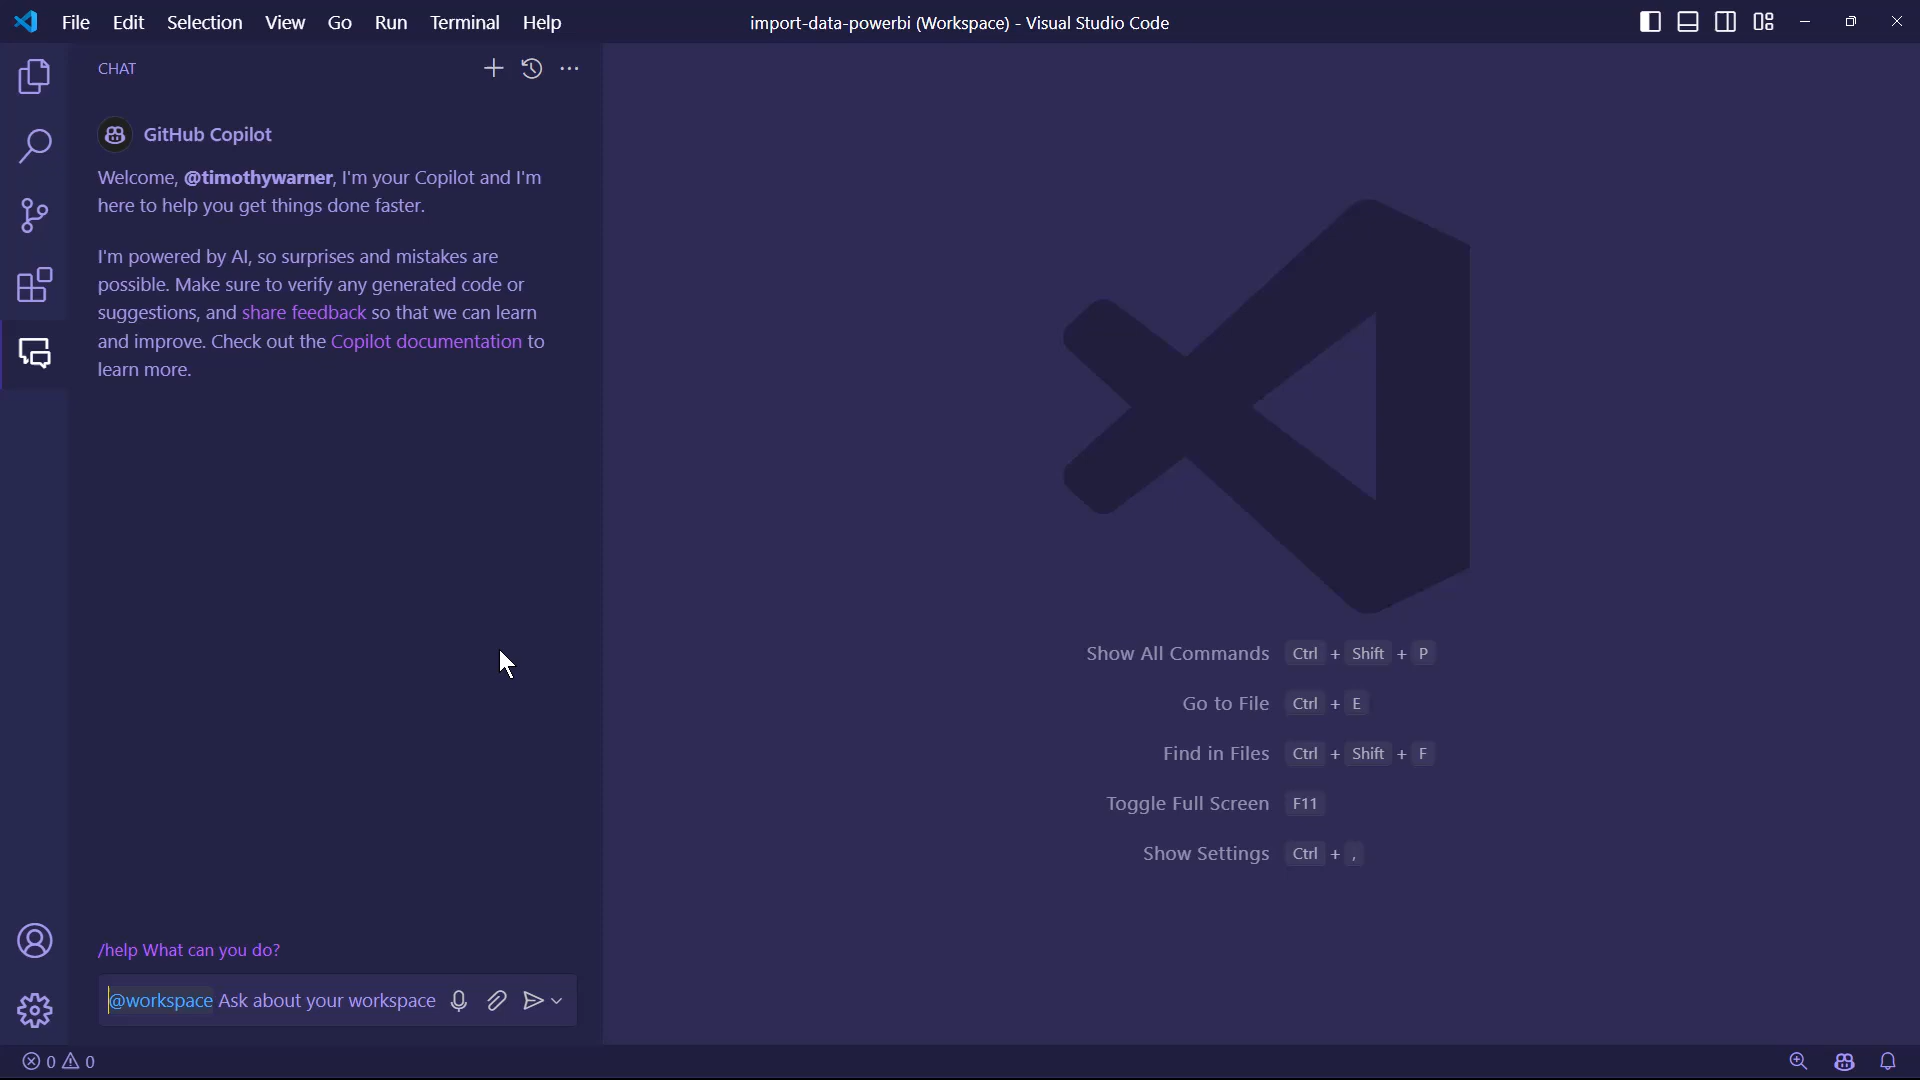 File Edit Selection View Go Run Terminal Help
import-data-powerbi (Workspace) - Visual Studio Code
CHAT
GitHub Copilot
Welcome, @timothywarner, I'm your Copilot and I'm
here to help you get things done faster.
I'm powered by AI, so surprises and mistakes are
possible. Make sure to verify any generated code or
suggestions, and share feedback so that we can learn
and improve. Check out the Copilot documentation to
learn more.
Show All Commands Ctrl + Shift + P
Go to File Ctrl + E
Find in Files Ctrl + Shift + F
Toggle Full Screen F11
Show Settings Ctrl + ,
/help What can you do?
@workspace Ask about your workspace
0 0